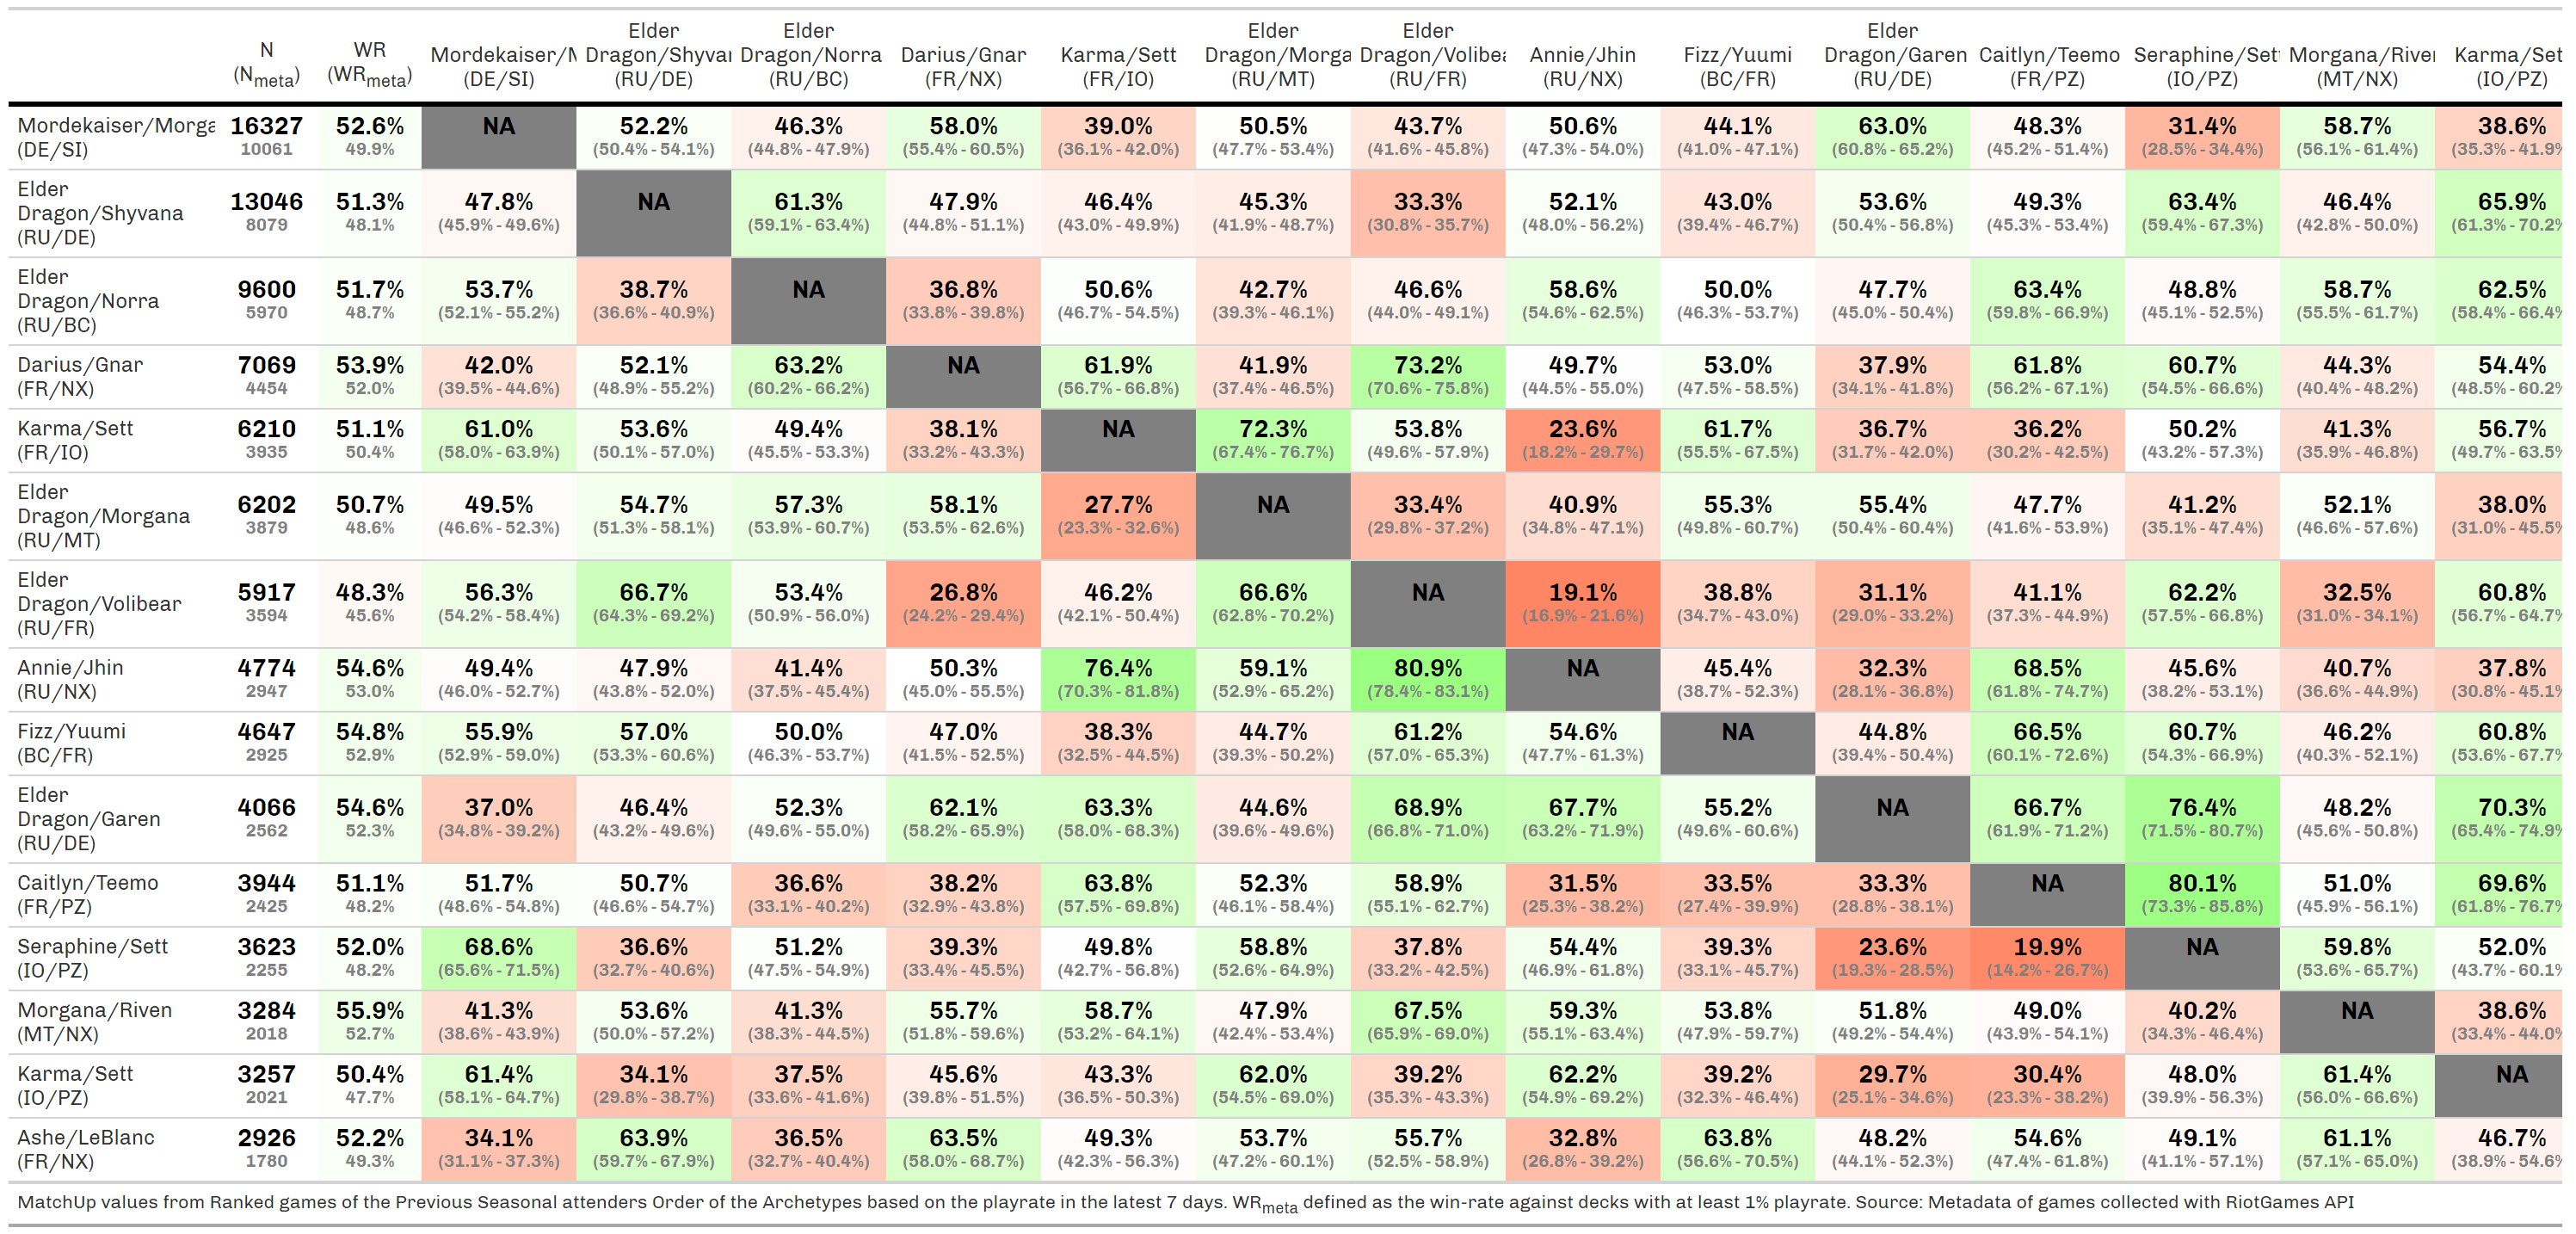 N (N_meta) WR (WR_meta) Mordekaiser/M (DE/SI) Elder Dragon/Shyvar (RU/DE) Elder Dragon/Norra (RU/BC) Darius/Gnar (FR/NX) Karma/Sett (FR/IO) Elder Dragon/Morga (RU/MT) Elder Dragon/Volibea (RU/FR) Annie/Jhin (RU/NX) Fizz/Yuumi (BC/FR) Elder Dragon/Garen (RU/DE) Caitlyn/Teemo (FR/PZ) Seraphine/Sett (IO/PZ) Morgana/Riven (MT/NX) Karma/Set (IO/PZ)
Mordekaiser/Morga 16327 52.6% NA 52.2% 46.3% 58.0% 39.0% 50.5% 43.7% 50.6% 44.1% 63.0% 48.3% 31.4% 58.7% 38.6%
(DE/SI) 10061 49.9% (50.4% - 54.1%) (44.8% - 47.9%) (55.4% - 60.5%) (36.1% - 42.0%) (47.7% - 53.4%) (41.6% - 45.8%) (47.3% - 54.0%) (41.0% - 47.1%) (60.8% - 65.2%) (45.2% - 51.4%) (28.5% - 34.4%) (56.1% - 61.4%) (35.3% - 41.9%
Elder
Dragon/Shyvana 13046 51.3% 47.8% NA 61.3% 47.9% 46.4% 45.3% 33.3% 52.1% 43.0% 53.6% 49.3% 63.4% 46.4% 65.9%
(RU/DE) 8079 48.1% (45.9% - 49.6%) (59.1% - 63.4%) (44.8% - 51.1%) (43.0% - 49.9%) (41.9% - 48.7%) (30.8% - 35.7%) (48.0% - 56.2%) (39.4% - 46.7%) (50.4% - 56.8%) (45.3% - 53.4%) (59.4% - 67.3%) (42.8% - 50.0%) (61.3% - 70.2%
Elder
Dragon/Norra 9600 51.7% 53.7% 38.7% NA 36.8% 50.6% 42.7% 46.6% 58.6% 50.0% 47.7% 63.4% 48.8% 58.7% 62.5%
(RU/BC) 5970 48.7% (52.1% - 55.2%) (36.6% - 40.9%) (33.8% - 39.8%) (46.7% - 54.5%) (39.3% - 46.1%) (44.0% - 49.1%) (54.6% - 62.5%) (46.3% - 53.7%) (45.0% - 50.4%) (59.8% - 66.9%) (45.1% - 52.5%) (55.5% - 61.7%) (58.4% - 66.4%
Darius/Gnar 7069 53.9% 42.0% 52.1% 63.2% NA 61.9% 41.9% 73.2% 49.7% 53.0% 37.9% 61.8% 60.7% 44.3% 54.4%
(FR/NX) 4454 52.0% (39.5% - 44.6%) (48.9% - 55.2%) (60.2% - 66.2%) (56.7% - 66.8%) (37.4% - 46.5%) (70.6% - 75.8%) (44.5% - 55.0%) (47.5% - 58.5%) (34.1% - 41.8%) (56.2% - 67.1%) (54.5% - 66.6%) (40.4% - 48.2%) (48.5% - 60.2%
Karma/Sett 6210 51.1% 61.0% 53.6% 49.4% 38.1% NA 72.3% 53.8% 23.6% 61.7% 36.7% 36.2% 50.2% 41.3% 56.7%
(FR/IO) 3935 50.4% (58.0% - 63.9%) (50.1% - 57.0%) (45.5% - 53.3%) (33.2% - 43.3%) (67.4% - 76.7%) (49.6% - 57.9%) (18.2% - 29.7%) (55.5% - 67.5%) (31.7% - 42.0%) (30.2% - 42.5%) (43.2% - 57.3%) (35.9% - 46.8%) (49.7% - 63.5%
Elder
Dragon/Morgana 6202 50.7% 49.5% 54.7% 57.3% 58.1% 27.7% NA 33.4% 40.9% 55.3% 55.4% 47.7% 41.2% 52.1% 38.0%
(RU/MT) 3879 48.6% (46.6% - 52.3%) (51.3% - 58.1%) (53.9% - 60.7%) (53.5% - 62.6%) (23.3% - 32.6%) (29.8% - 37.2%) (34.8% - 47.1%) (49.8% - 60.7%) (50.4% - 60.4%) (41.6% - 53.9%) (35.1% - 47.4%) (46.6% - 57.6%) (31.0% - 45.5%
Elder
Dragon/Volibear 5917 48.3% 56.3% 66.7% 53.4% 26.8% 46.2% 66.6% NA 19.1% 38.8% 31.1% 41.1% 62.2% 32.5% 60.8%
(RU/FR) 3594 45.6% (54.2% - 58.4%) (64.3% - 69.2%) (50.9% - 56.0%) (24.2% - 29.4%) (42.1% - 50.4%) (62.8% - 70.2%) (16.9% - 21.6%) (34.7% - 43.0%) (29.0% - 33.2%) (37.3% - 44.9%) (57.5% - 66.8%) (31.0% - 34.1%) (56.7% - 64.7%
Annie/Jhin 4774 54.6% 49.4% 47.9% 41.4% 50.3% 76.4% 59.1% 80.9% NA 45.4% 32.3% 68.5% 45.6% 40.7% 37.8%
(RU/NX) 2947 53.0% (46.0% - 52.7%) (43.8% - 52.0%) (37.5% - 45.4%) (45.0% - 55.5%) (70.3% - 81.8%) (52.9% - 65.2%) (78.4% - 83.1%) (38.7% - 52.3%) (28.1% - 36.8%) (61.8% - 74.7%) (38.2% - 53.1%) (36.6% - 44.9%) (30.8% - 45.1%
Fizz/Yuumi 4647 54.8% 55.9% 57.0% 50.0% 47.0% 38.3% 44.7% 61.2% 54.6% NA 44.8% 66.5% 60.7% 46.2% 60.8%
(BC/FR) 2925 52.9% (52.9% - 59.0%) (53.3% - 60.6%) (46.3% - 53.7%) (41.5% - 52.5%) (32.5% - 44.5%) (39.3% - 50.2%) (57.0% - 65.3%) (47.7% - 61.3%) (39.4% - 50.4%) (60.1% - 72.6%) (54.3% - 66.9%) (40.3% - 52.1%) (53.6% - 67.7%
Elder
Dragon/Garen 4066 54.6% 37.0% 46.4% 52.3% 62.1% 63.3% 44.6% 68.9% 67.7% 55.2% NA 66.7% 76.4% 48.2% 70.3%
(RU/DE) 2562 52.3% (34.8% - 39.2%) (43.2% - 49.6%) (49.6% - 55.0%) (58.2% - 65.9%) (58.0% - 68.3%) (39.6% - 49.6%) (66.8% - 71.0%) (63.2% - 71.9%) (49.6% - 60.6%) (61.9% - 71.2%) (71.5% - 80.7%) (45.6% - 50.8%) (65.4% - 74.9%
Caitlyn/Teemo 3944 51.1% 51.7% 50.7% 36.6% 38.2% 63.8% 52.3% 58.9% 31.5% 33.5% 33.3% NA 80.1% 51.0% 69.6%
(FR/PZ) 2425 48.2% (48.6% - 54.8%) (46.6% - 54.7%) (33.1% - 40.2%) (32.9% - 43.8%) (57.5% - 69.8%) (46.1% - 58.4%) (55.1% - 62.7%) (25.3% - 38.2%) (27.4% - 39.9%) (28.8% - 38.1%) (73.3% - 85.8%) (45.9% - 56.1%) (61.8% - 76.7%
Seraphine/Sett 3623 52.0% 68.6% 36.6% 51.2% 39.3% 49.8% 58.8% 37.8% 54.4% 39.3% 23.6% 19.9% NA 59.8% 52.0%
(IO/PZ) 2255 48.2% (65.6% - 71.5%) (32.7% - 40.6%) (47.5% - 54.9%) (33.4% - 45.5%) (42.7% - 56.8%) (52.6% - 64.9%) (33.2% - 42.5%) (46.9% - 61.8%) (33.1% - 45.7%) (19.3% - 28.5%) (14.2% - 26.7%) (53.6% - 65.7%) (43.7% - 60.1%
Morgana/Riven 3284 55.9% 41.3% 53.6% 41.3% 55.7% 58.7% 47.9% 67.5% 59.3% 53.8% 51.8% 49.0% 40.2% NA 38.6%
(MT/NX) 2018 52.7% (38.6% - 43.9%) (50.0% - 57.2%) (38.3% - 44.5%) (51.8% - 59.6%) (53.2% - 64.1%) (42.4% - 53.4%) (65.9% - 69.0%) (55.1% - 63.4%) (47.9% - 59.7%) (49.2% - 54.4%) (43.9% - 54.1%) (34.3% - 46.4%) (33.4% - 44.0%
Karma/Sett 3257 50.4% 61.4% 34.1% 37.5% 45.6% 43.3% 62.0% 39.2% 62.2% 39.2% 29.7% 30.4% 48.0% 61.4% NA
(IO/PZ) 2021 47.7% (58.1% - 64.7%) (29.8% - 38.7%) (33.6% - 41.6%) (39.8% - 51.5%) (36.5% - 50.3%) (54.5% - 69.0%) (35.3% - 43.3%) (54.9% - 69.2%) (32.3% - 46.4%) (25.1% - 34.6%) (23.3% - 38.2%) (39.9% - 56.3%) (56.0% - 66.6%)
Ashe/LeBlanc 2926 52.2% 34.1% 63.9% 36.5% 63.5% 49.3% 53.7% 55.7% 32.8% 63.8% 48.2% 54.6% 49.1% 61.1% 46.7%
(FR/NX) 1780 49.3% (31.1% - 37.3%) (59.7% - 67.9%) (32.7% - 40.4%) (58.0% - 68.7%) (42.3% - 56.3%) (47.2% - 60.1%) (52.5% - 58.9%) (26.8% - 39.2%) (56.6% - 70.5%) (44.1% - 52.3%) (47.4% - 61.8%) (41.1% - 57.1%) (57.1% - 65.0%) (38.9% - 54.6%
MatchUp values from Ranked games of the Previous Seasonal attenders Order of the Archetypes based on the playrate in the latest 7 days. WR_meta defined as the win-rate against decks with at least 1% playrate. Source: Metadata of games collected with RiotGames API